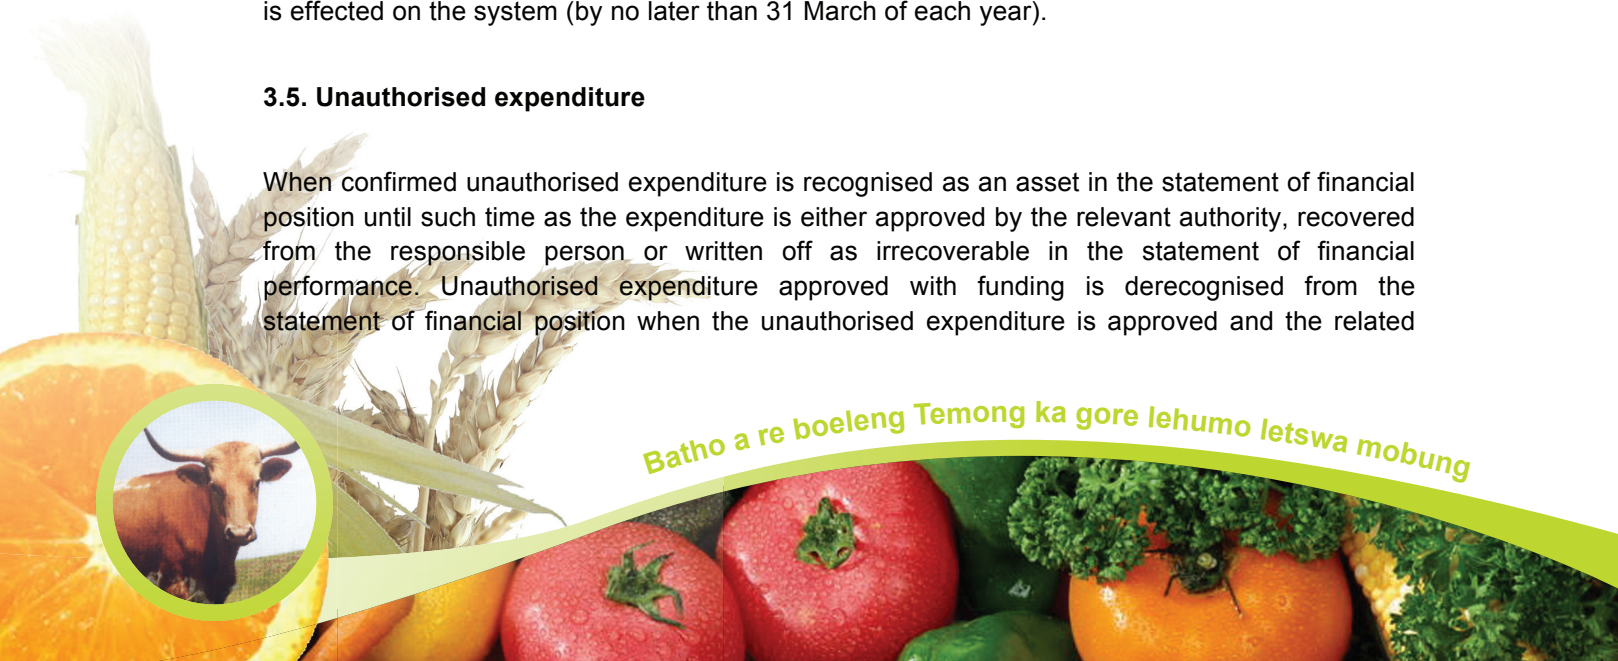 is effected on the system (by no later than 31 March of each year).
3.5. Unauthorised expenditure
When confirmed unauthorised expenditure is recognised as an asset in the statement of financial
position until such time as the expenditure is either approved by the relevant authority, recovered
from the responsible person or written off as irrecoverable in the statement of financial
performance. Unauthorised expenditure approved with funding is derecognised from the
statement of financial position when the unauthorised expenditure is approved and the related
Batho a re boeleng Temong ka gore lehumo letswa mobung